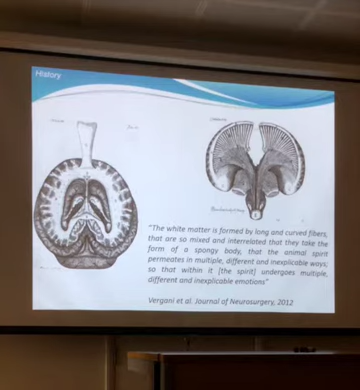 History
"The white matter is formed by long and curved fibers,
that are so mixed and interrelated that they take the
form of a spongy body, that the animal spirit
permeates in multiple, different and inexplicable ways;
so that within it [the spirit] undergoes multiple,
different and inexplicable emotions"
Vergani et al. Journal of Neurosurgery, 2012